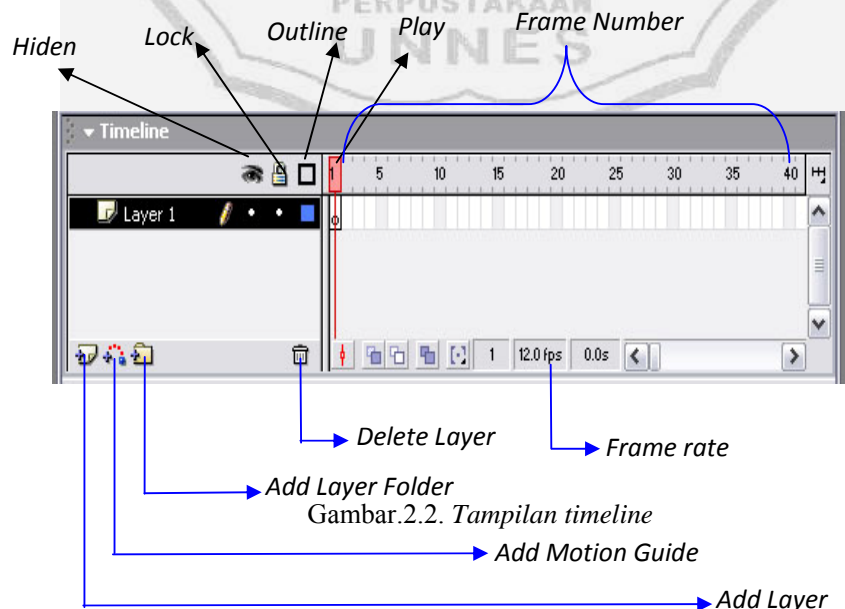 PERPUSTAKAAN
UNNES
Hiden Lock Outline Play Frame Number
Timeline
1 5 10 15 20 25 30 35 40
Layer 1
1 12.0 fps 0.0s
Delete Layer
Frame rate
Add Layer Folder
Gambar.2.2. Tampilan timeline
Add Motion Guide
Add Layer